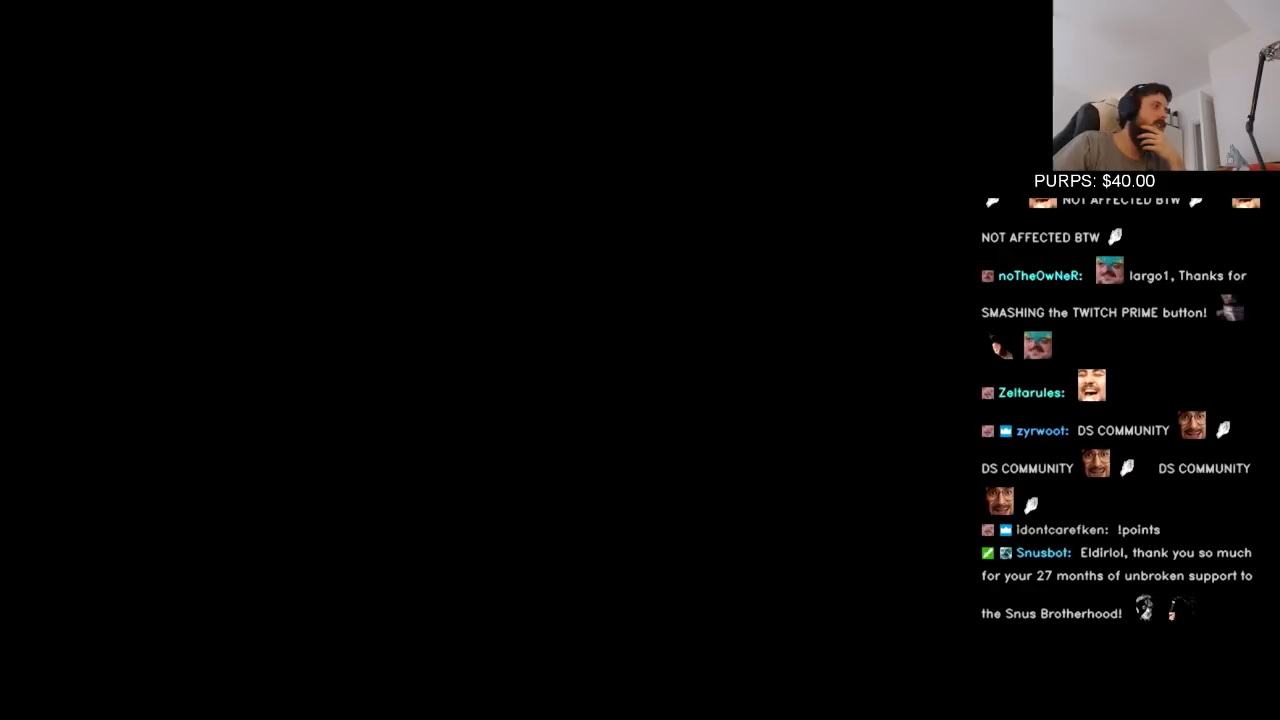 PURPS: $40.00
NOT AFFECTED BTW
NOT AFFECTED BTW
noTheOwNeR: largo1, Thanks for
SMASHING the TWITCH PRIME button!
Zeltarules:
zyrwoot: DS COMMUNITY
DS COMMUNITY DS COMMUNITY
idontcarefken: !points
Snusbot: Eldirlol, thank you so much
for your 27 months of unbroken support to
the Snus Brotherhood!